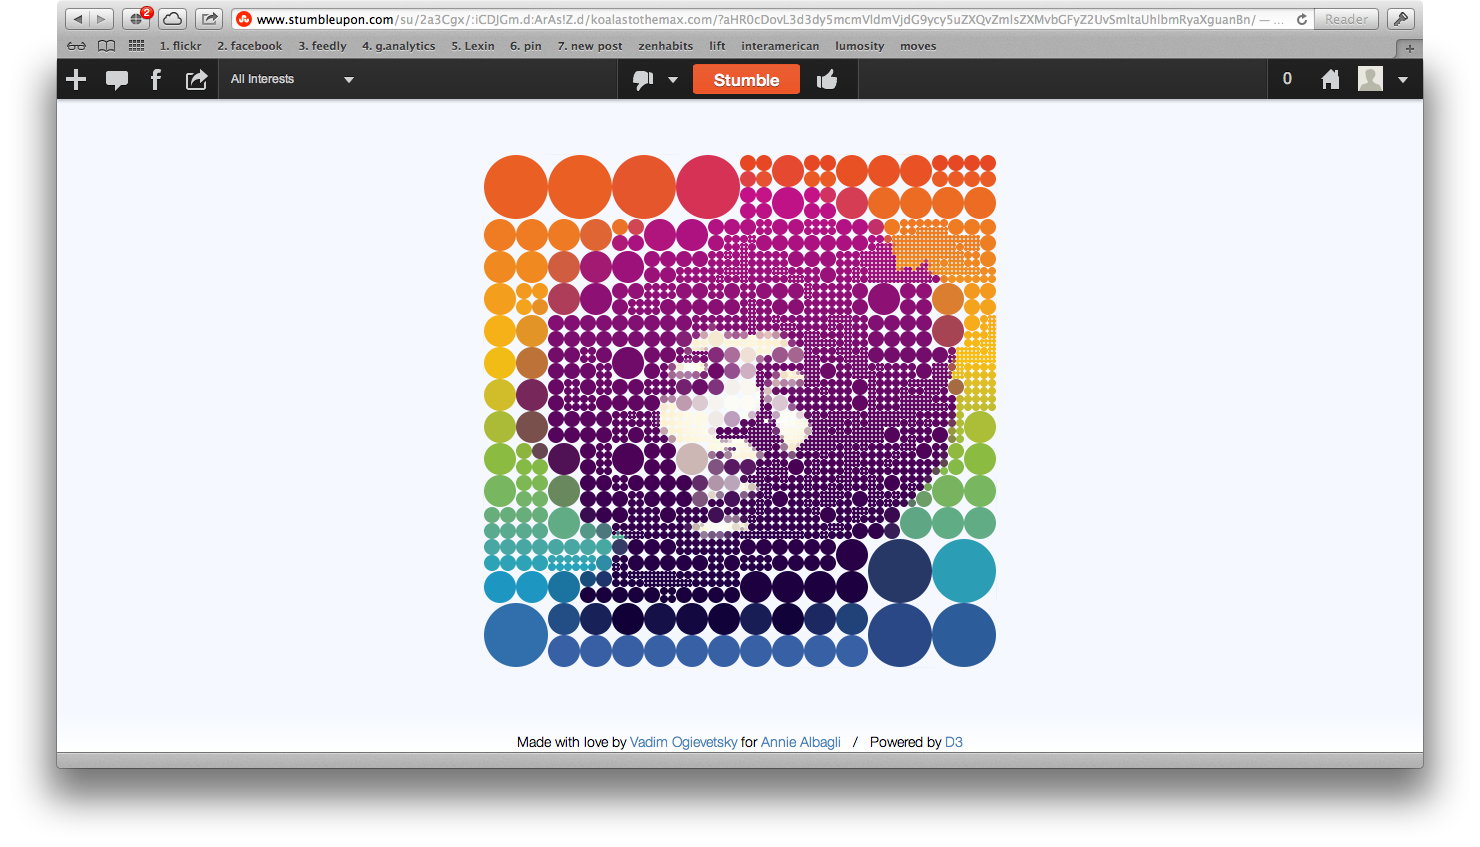 www.stumbleupon.com/su/2a3Cgx/:iCDJGm.d:ArAs!Z.d/koalastothemax.com/?aHR0cDovL3d3dy5mcmVldmVjdG9ycy5uZXQvZmlsZXMvbGFyZ2UvSmltaUhlbmRyaXguanBn/ — ...
Reader
2
1. flickr 2. facebook 3. feedly 4. g.analytics 5. Lexin 6. pin 7. new post zenhabits lift interamerican lumosity moves
All Interests
Stumble
0
Made with love by Vadim Ogievetsky for Annie Albagli / Powered by D3